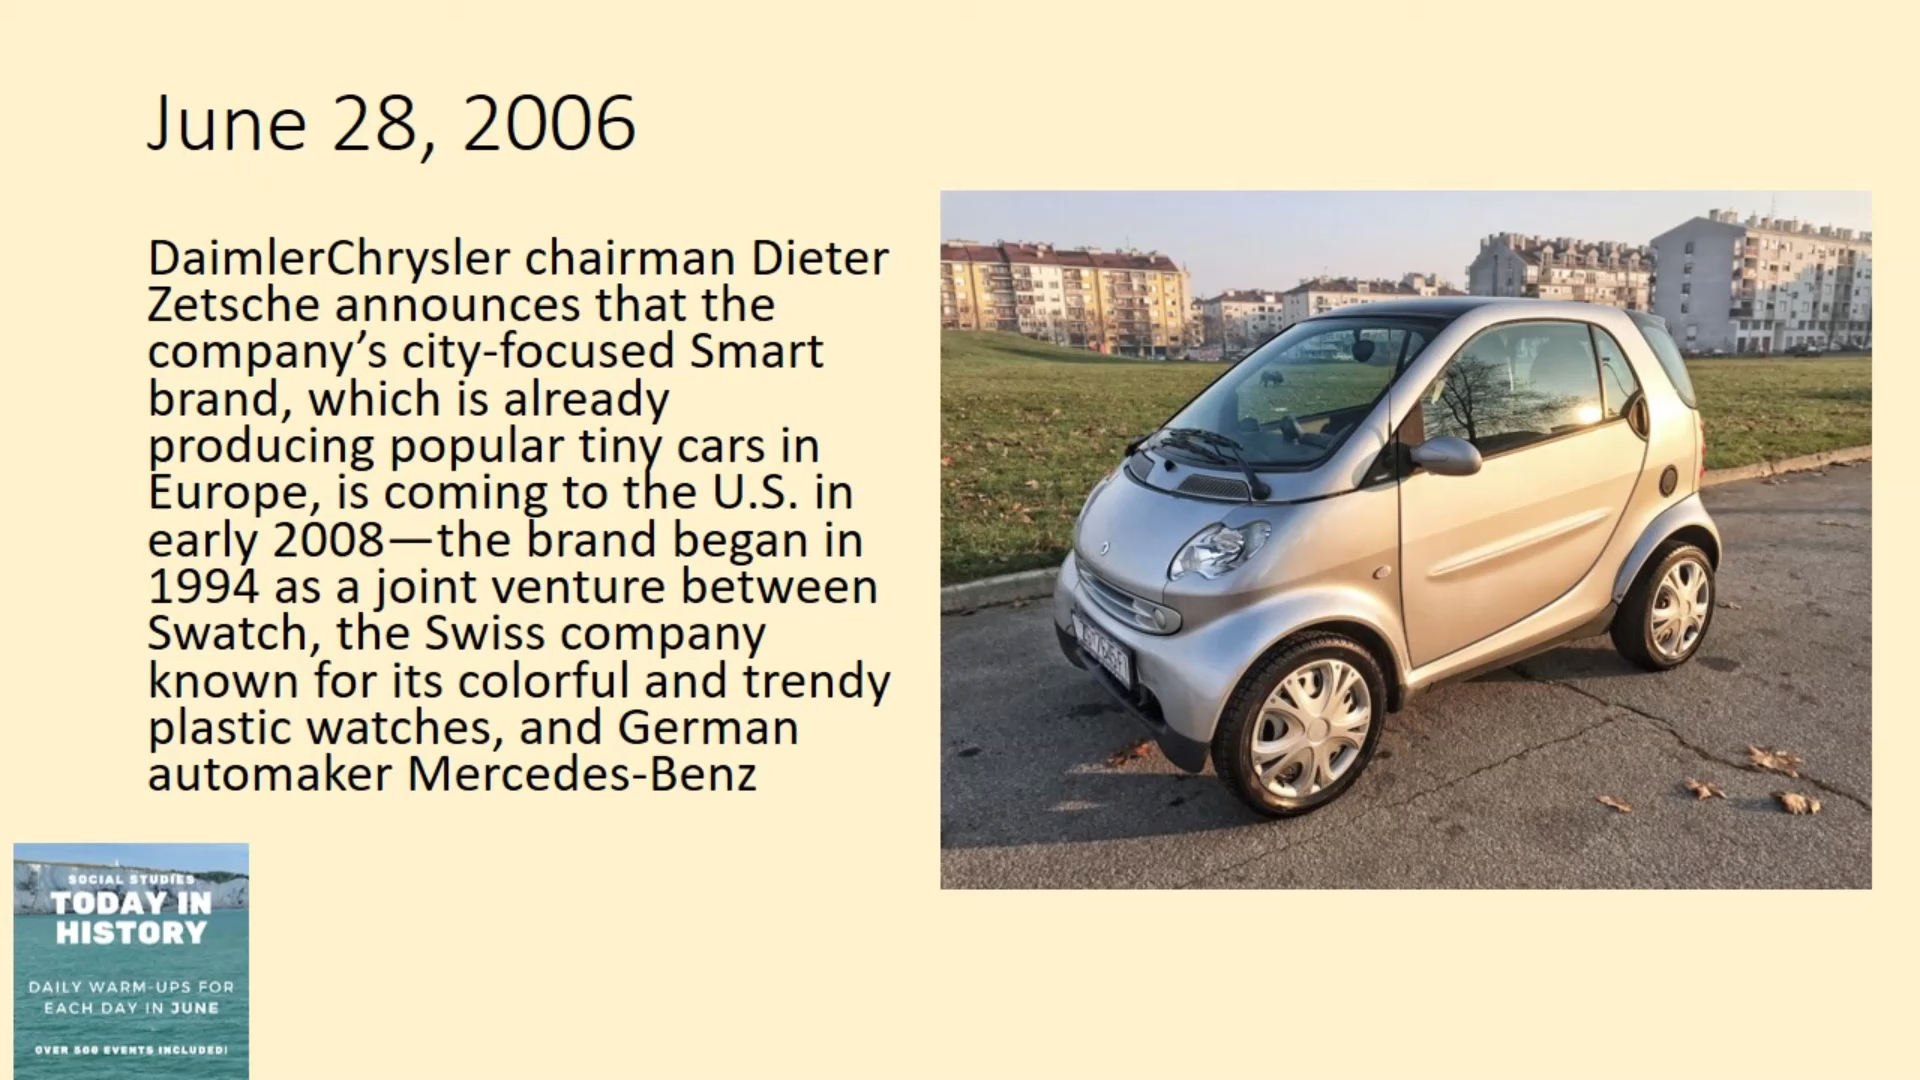 June 28, 2006
DaimlerChrysler chairman Dieter
Zetsche announces that the
company’s city-focused Smart
brand, which is already
producing popular tiny cars in
Europe, is coming to the U.S. in
early 2008—the brand began in
1994 as a joint venture between
Swatch, the Swiss company
known for its colorful and trendy
plastic watches, and German
automaker Mercedes-Benz
SOCIAL STUDIES
TODAY IN
HISTORY
DAILY WARM-UPS FOR
EACH DAY IN JUNE
OVER 500 EVENTS INCLUDED!